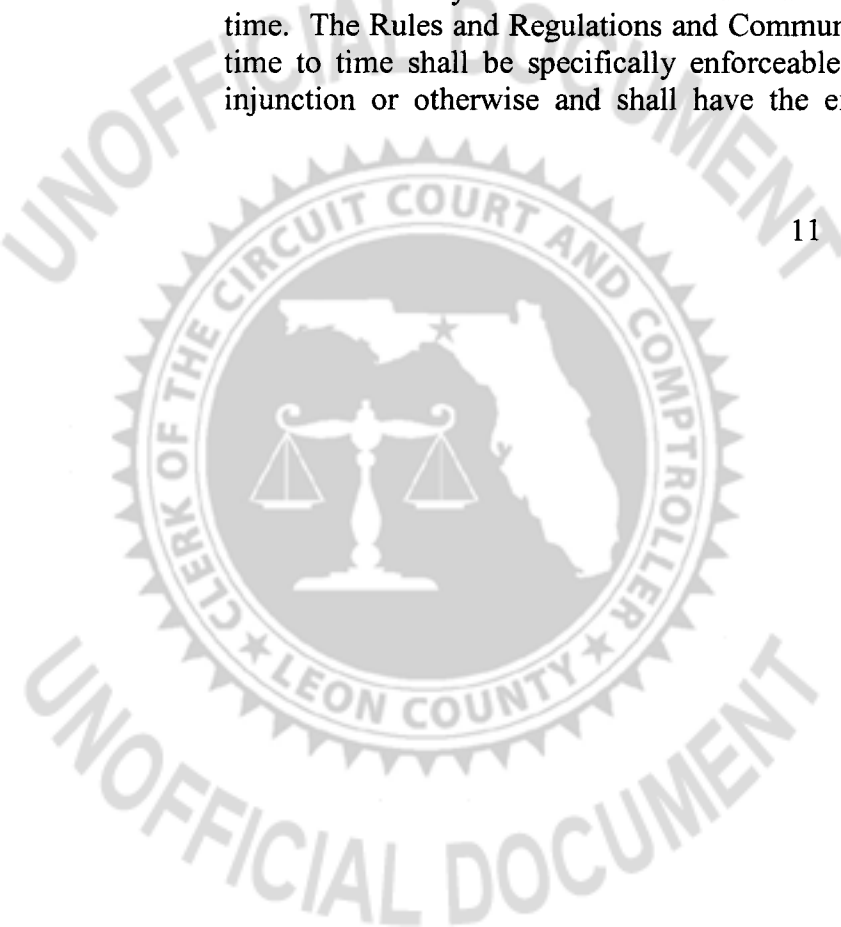 time. The Rules and Regulations and
time to time shall be specifically enforceable
injunction or otherwise and shall have the
11
UNOFFICIAL DOCUMENT
CLERK OF THE CIRCUIT COURT AND COMPTROLLER
LEON COUNTY
UNOFFICIAL DOCUMENT